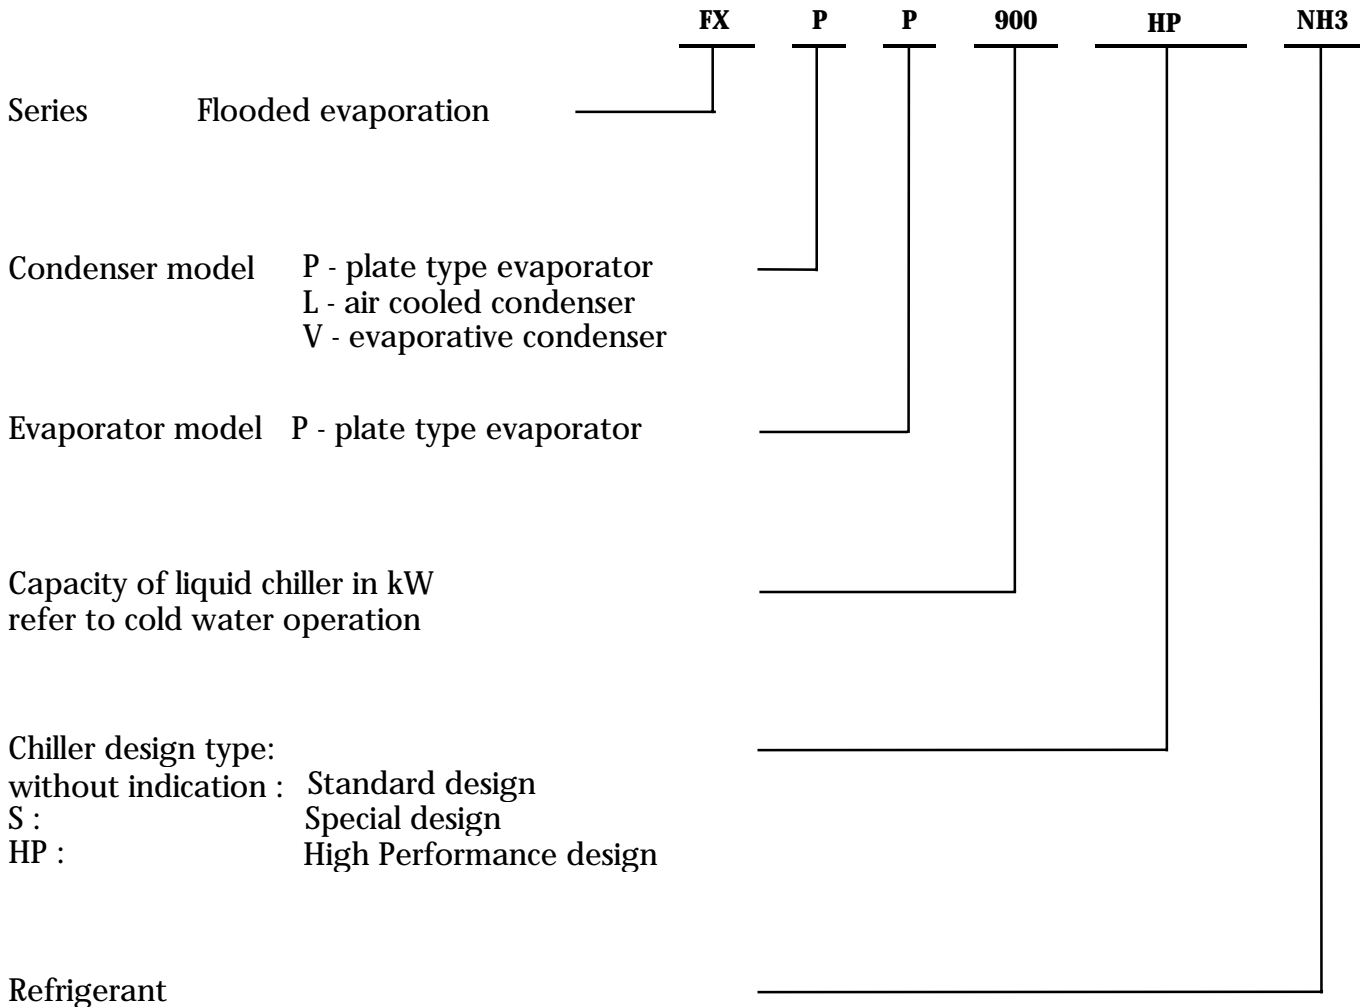 FX P P 900 HP NH3
Series Flooded evaporation
Condenser model P - plate type evaporator
L - air cooled condenser
V - evaporative condenser
Evaporator model P - plate type evaporator
Capacity of liquid chiller in kW
refer to cold water operation
Chiller design type:
without indication : Standard design
S : Special design
HP : High Performance design
Refrigerant